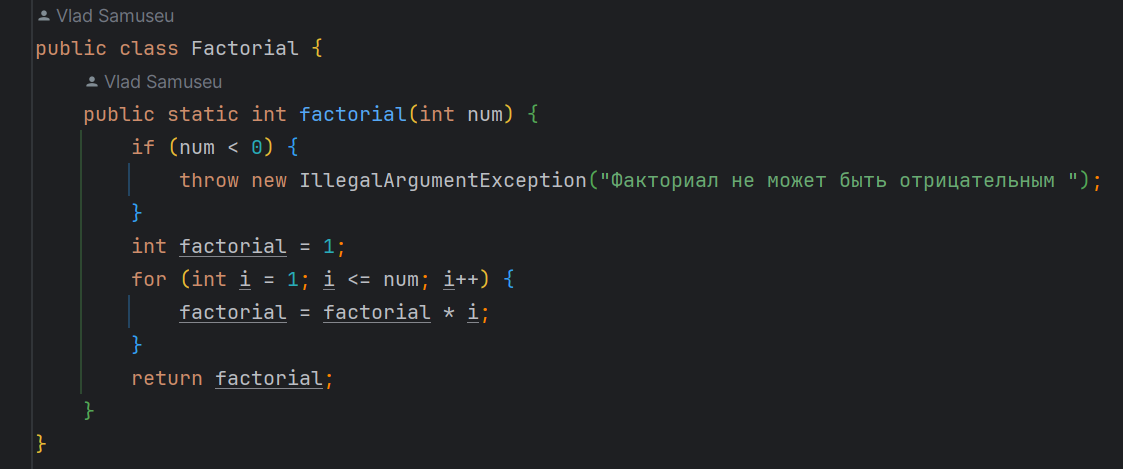 Vlad Samuseu
public class Factorial {
Vlad Samuseu
public static int factorial(int num) {
if (num < 0) {
throw new IllegalArgumentException("Факториал не может быть отрицательным ");
}
int factorial = 1;
for (int i = 1; i <= num; i++) {
factorial = factorial * i;
}
return factorial;
}
}